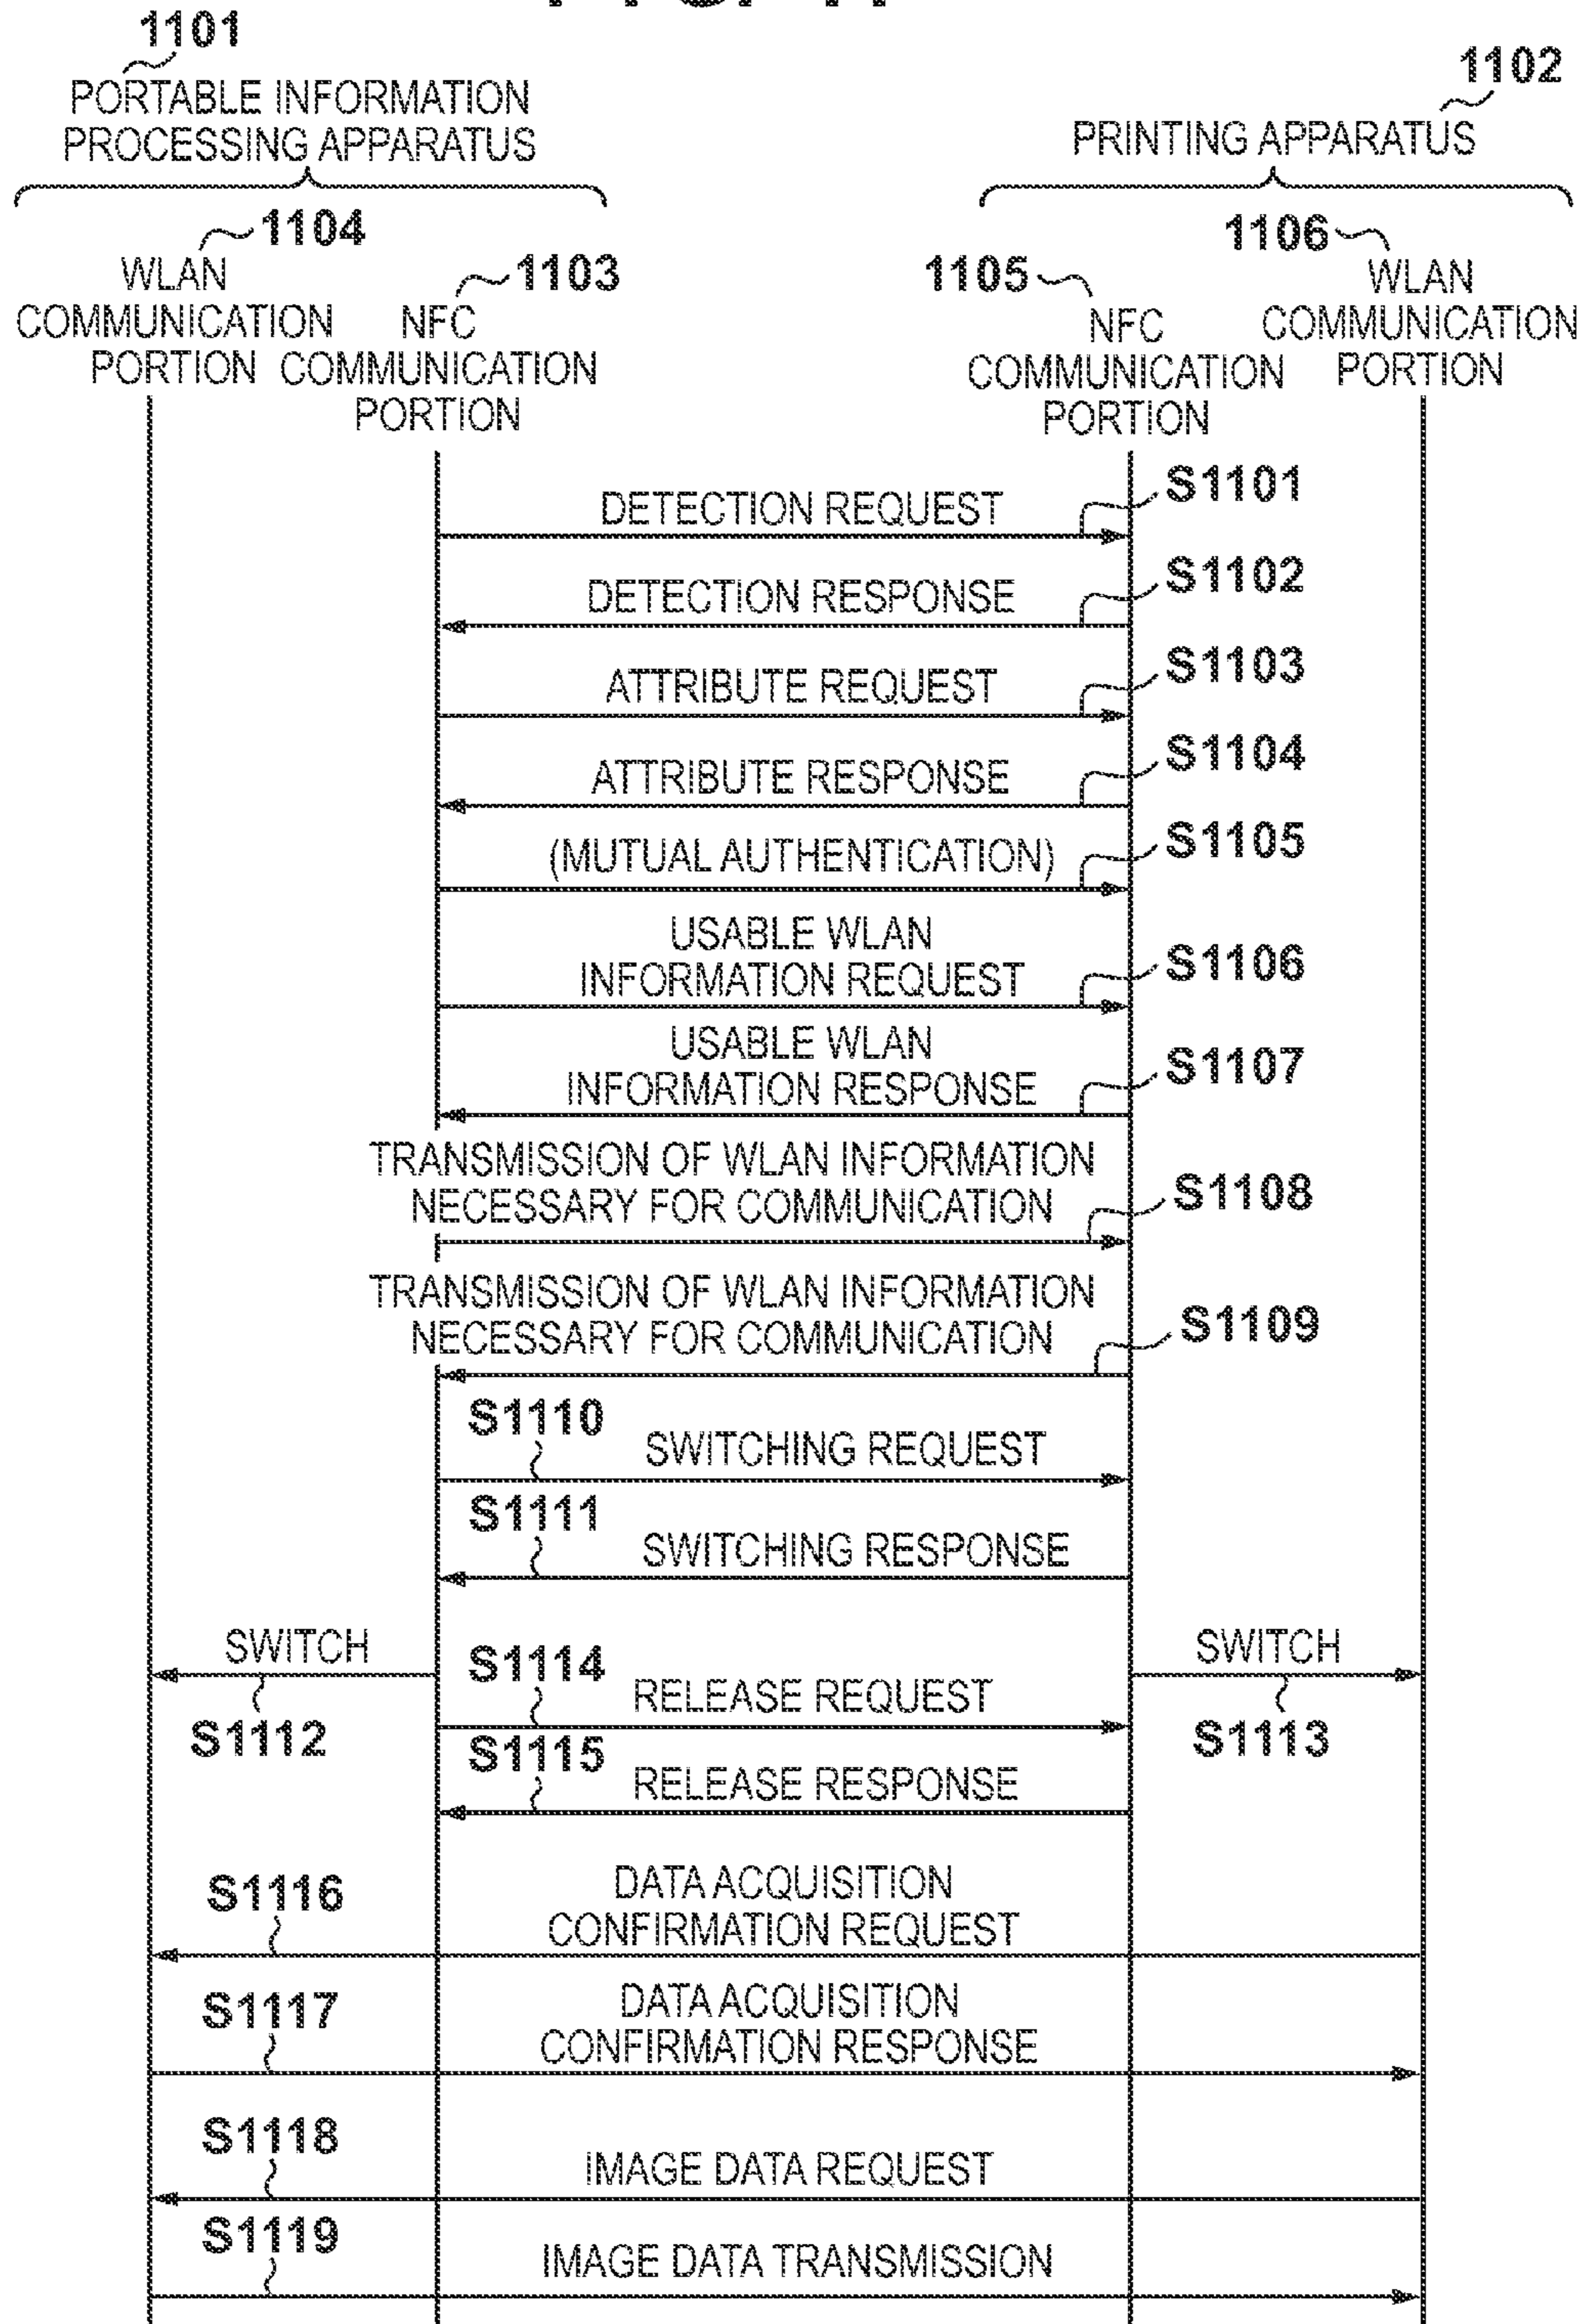 1101
PORTABLE INFORMATION
PROCESSING APPARATUS
1102
PRINTING APPARATUS
1104
WLAN
COMMUNICATION
PORTION
1103
NFC
COMMUNICATION
PORTION
1105
NFC
COMMUNICATION
PORTION
1106
WLAN
COMMUNICATION
PORTION
DETECTION REQUEST
S1101
DETECTION RESPONSE
S1102
ATTRIBUTE REQUEST
S1103
ATTRIBUTE RESPONSE
S1104
(MUTUAL AUTHENTICATION)
S1105
USABLE WLAN
INFORMATION REQUEST
S1106
USABLE WLAN
INFORMATION RESPONSE
S1107
TRANSMISSION OF WLAN INFORMATION
NECESSARY FOR COMMUNICATION
S1108
TRANSMISSION OF WLAN INFORMATION
NECESSARY FOR COMMUNICATION
S1109
S1110
SWITCHING REQUEST
S1111
SWITCHING RESPONSE
SWITCH
S1112
SWITCH
S1113
S1114
RELEASE REQUEST
S1115
RELEASE RESPONSE
S1116
DATA ACQUISITION
CONFIRMATION REQUEST
S1117
DATA ACQUISITION
CONFIRMATION RESPONSE
S1118
IMAGE DATA REQUEST
S1119
IMAGE DATA TRANSMISSION